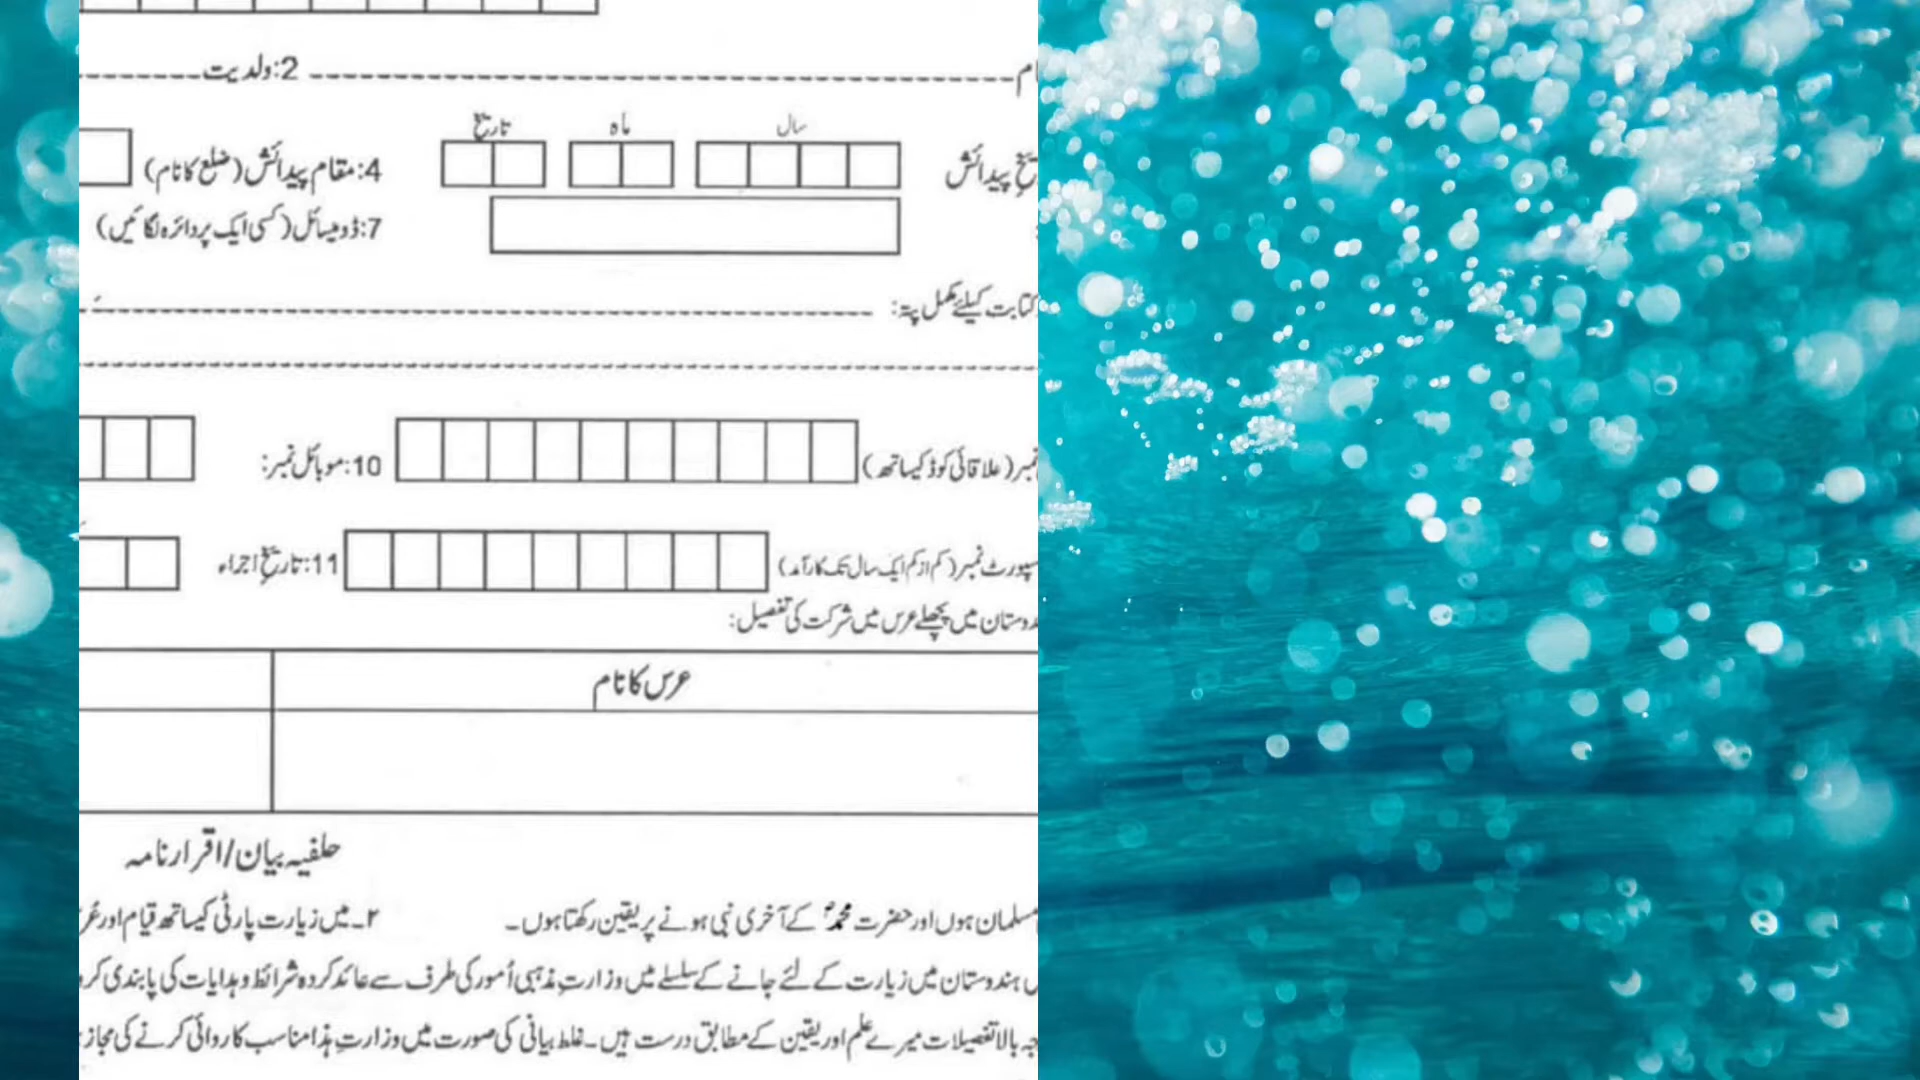 2:ولدیت
سال ماہ تاریخ
پیدائش
4:مقام پیدائش (ضلع کا نام)
7:ڈومیسائل (کسی ایک پر دائرہ لگائیں)
کتابت کیلئے مکمل پتہ:
نمبر (علاقائی کوڈ کیساتھ)
10:موبائل نمبر:
نمبر (کم از کم ایک سال تک کارآمد)
11:تاریخ اجراء
میں پچھلے عرس میں شرکت کی تفصیل:
عرس کا نام
حلفیہ بیان/اقرار نامہ
مسلمان ہوں اور حضرت محمدؐ کے آخری نبی ہونے پر یقین رکھتا ہوں۔
۲۔ میں زیارت پارٹی کیساتھ قیام اور
ہندوستان میں زیارت کے لئے جانے کے سلسلے میں وزارتِ مذہبی اُمور کی طرف سے عائد کردہ شرائط و ہدایات کی پابندی
بالا تفصیلات میرے علم اور یقین کے مطابق درست ہیں۔ غلط بیانی کی صورت میں وزارتِ ہٰذا مناسب کاروائی کرنے کی مجاز